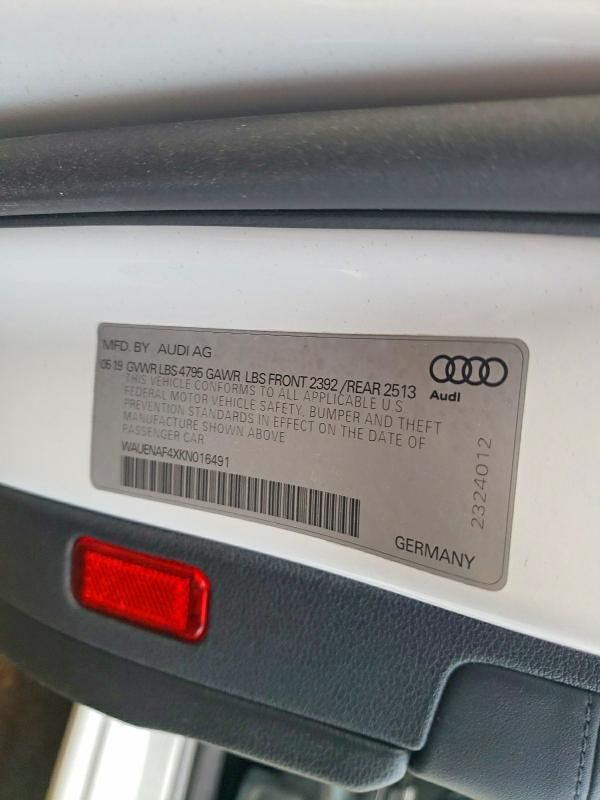 MFD. BY AUDI AG
05 19 GVWR LBS 4795 GAWR LBS FRONT 2392 / REAR 2513
THIS VEHICLE CONFORMS TO ALL APPLICABLE U.S
FEDERAL MOTOR VEHICLE SAFETY, BUMPER AND THEFT
PREVENTION STANDARDS IN EFFECT ON THE DATE OF
MANUFACTURE SHOWN ABOVE
PASSENGER CAR
WAUENAF4XKN016491
Audi
2324012
GERMANY